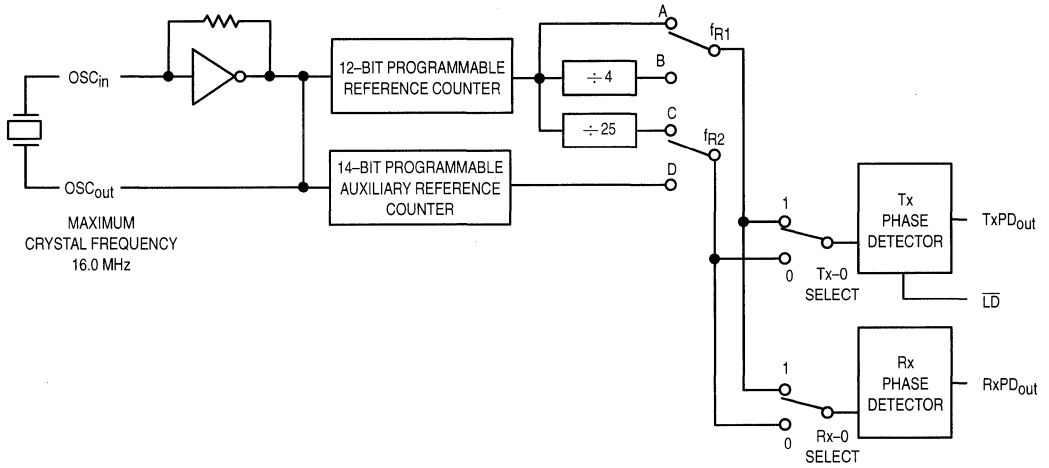 A
fR1
OSCin
12–BIT PROGRAMMABLE
REFERENCE COUNTER
÷ 4
B
÷ 25
C
fR2
14–BIT PROGRAMMABLE
AUXILIARY REFERENCE
COUNTER
D
OSCout
MAXIMUM
CRYSTAL FREQUENCY
16.0 MHz
1
0
Tx–0
SELECT
Tx
PHASE
DETECTOR
TxPDout
LD
1
0
Rx–0
SELECT
Rx
PHASE
DETECTOR
RxPDout